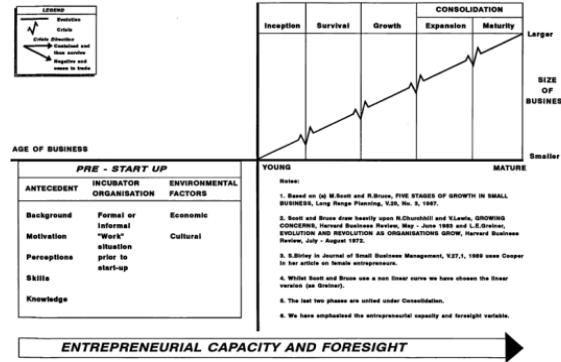 LEGEND
Evolution
Crisis
Crisis Direction
Contained and
thus survive
Negative and
cease to trade
CONSOLIDATION
Inception Survival Growth Expansion Maturity
Larger
SIZE
OF
BUSINES
Smaller
AGE OF BUSINESS
YOUNG MATURE
PRE - START UP
ANTECEDENT INCUBATOR ORGANISATION ENVIRONMENTAL FACTORS
Background Formal or Economic
informal
Motivation "Work" Cultural
situation
Perceptions prior to
start-up
Skills
Knowledge
Notes:
1. Based on (a) M.Scott and R.Bruce, FIVE STAGES OF GROWTH IN SMALL
BUSINESS, Long Range Planning, V.20, No. 3, 1987.
2. Scott and Bruce draw heavily upon N.Churchhill and V.Lewis, GROWING
CONCERNS, Harvard Business Review, May - June 1983 and L.E.Greiner,
EVOLUTION AND REVOLUTION AS ORGANISATIONS GROW, Harvard Business
Review, July - August 1972.
3. S.Birley in Journal of Small Business Management, V.27,1, 1989 uses Cooper
in her article on female entrepreneurs.
4. Whilst Scott and Bruce use a non linear curve we have chosen the linear
version (as Greiner).
5. The last two phases are united under Consolidation.
6. We have emphasised the entrepreneurial capacity and foresight variable.
ENTREPRENEURIAL CAPACITY AND FORESIGHT